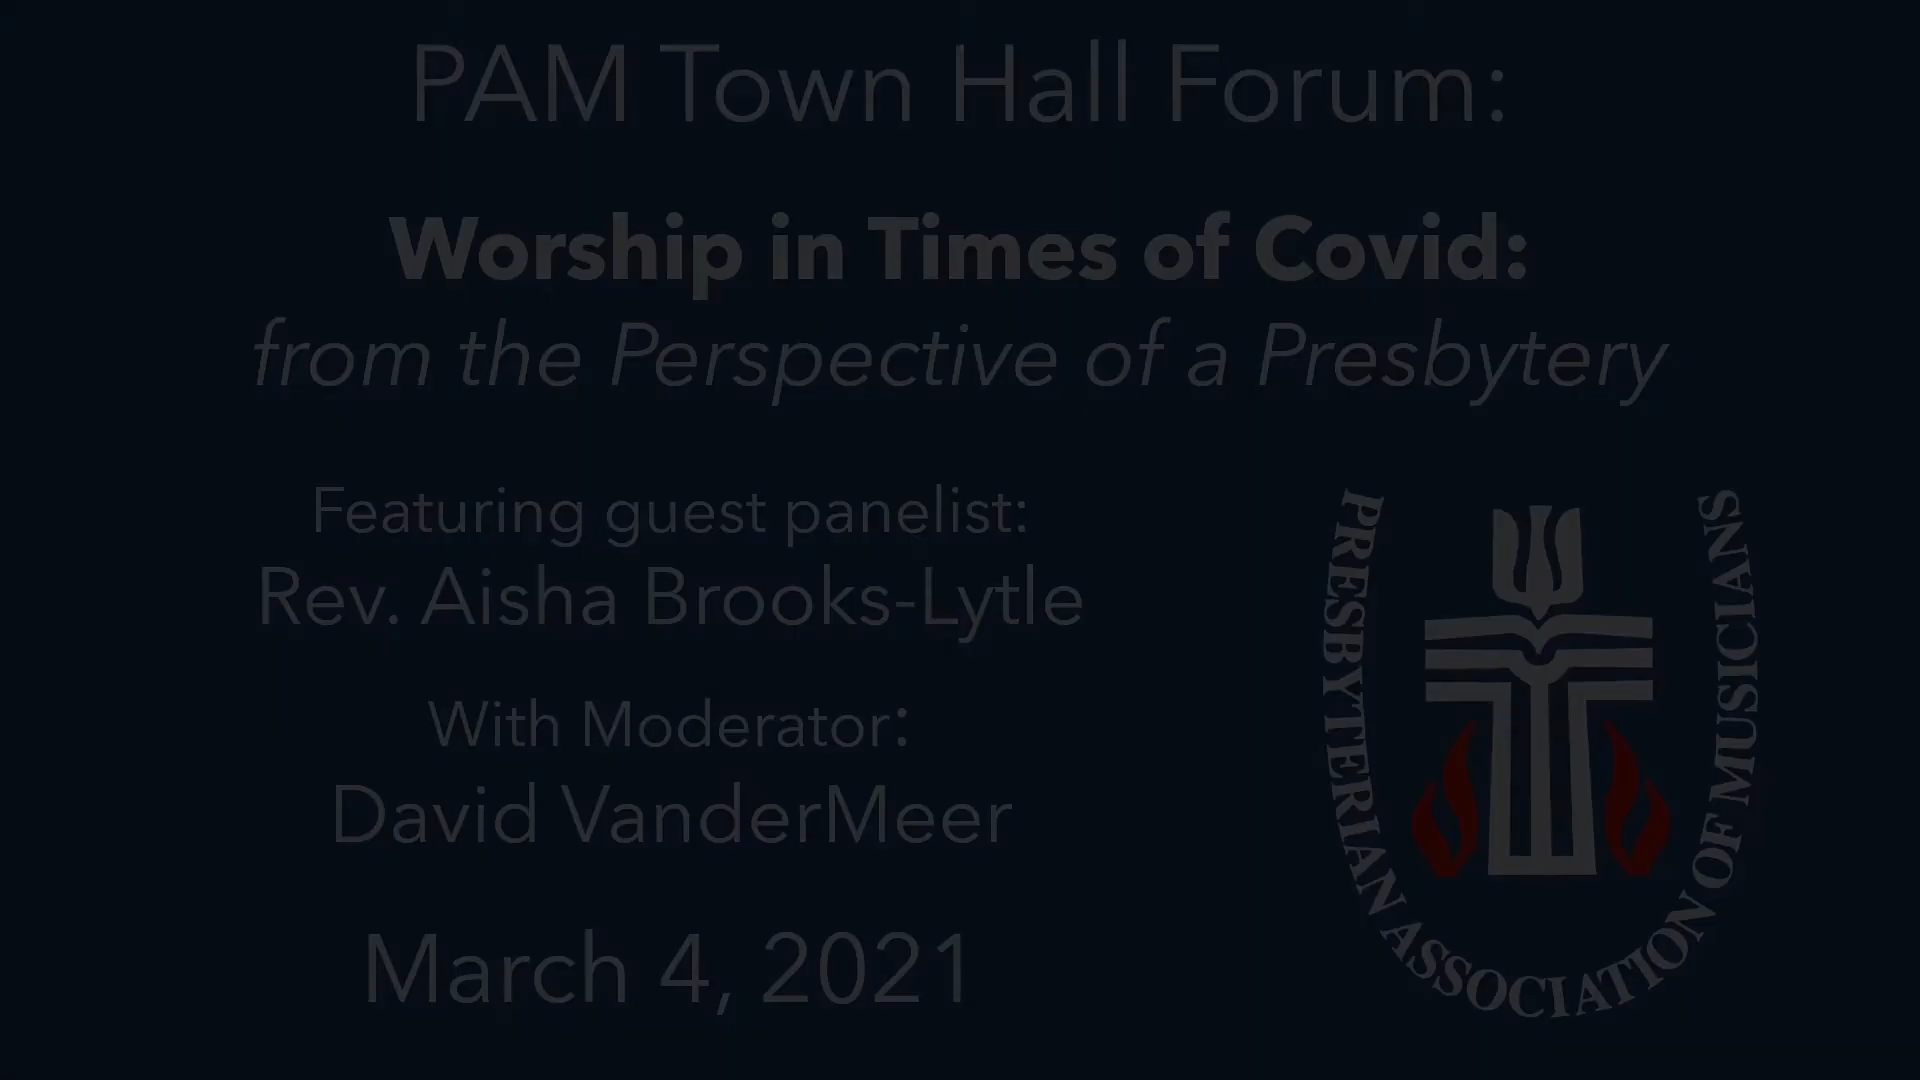 PAM Town Hall Forum:
Worship in Times of Covid:
from the Perspective of a Presbytery
Featuring guest panelist:
Rev. Aisha Brooks-Lytle
With Moderator:
David VanderMeer
March 4, 2021
PRESBYTERIAN ASSOCIATION OF MUSICIANS